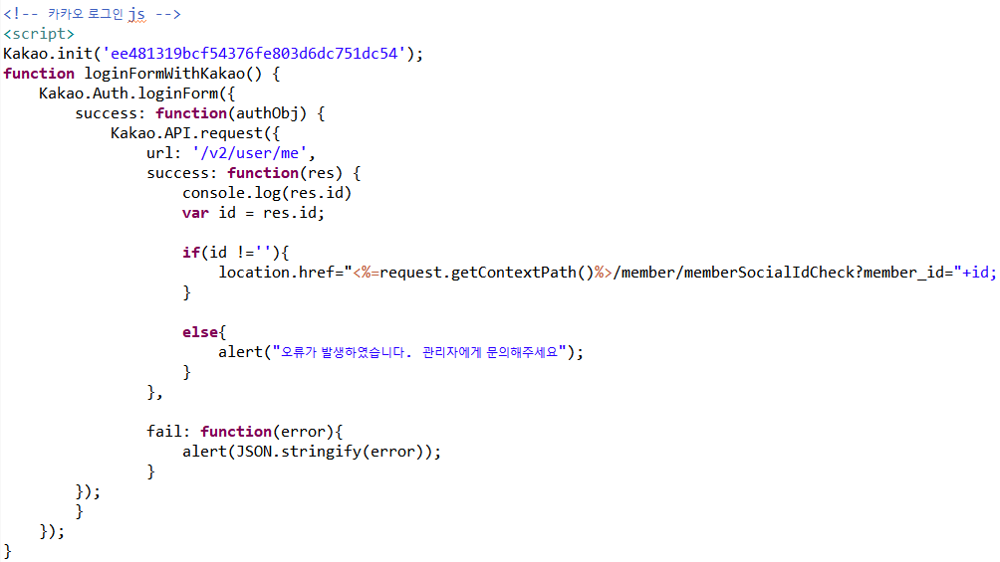 <!-- 카카오 로그인 js -->
<script>
Kakao.init('ee481319bcf54376fe803d6dc751dc54');
function loginFormWithKakao() {
    Kakao.Auth.loginForm({
        success: function(authObj) {
            Kakao.API.request({
                url: '/v2/user/me',
                success: function(res) {
                    console.log(res.id)
                    var id = res.id;

                    if(id !=''){
                        location.href="<%=request.getContextPath()%>/member/memberSocialIdCheck?member_id="+id;
                    }

                    else{
                        alert("오류가 발생하였습니다. 관리자에게 문의해주세요");
                    }
                },

                fail: function(error){
                    alert(JSON.stringify(error));
                }
        });
        }
    });
}